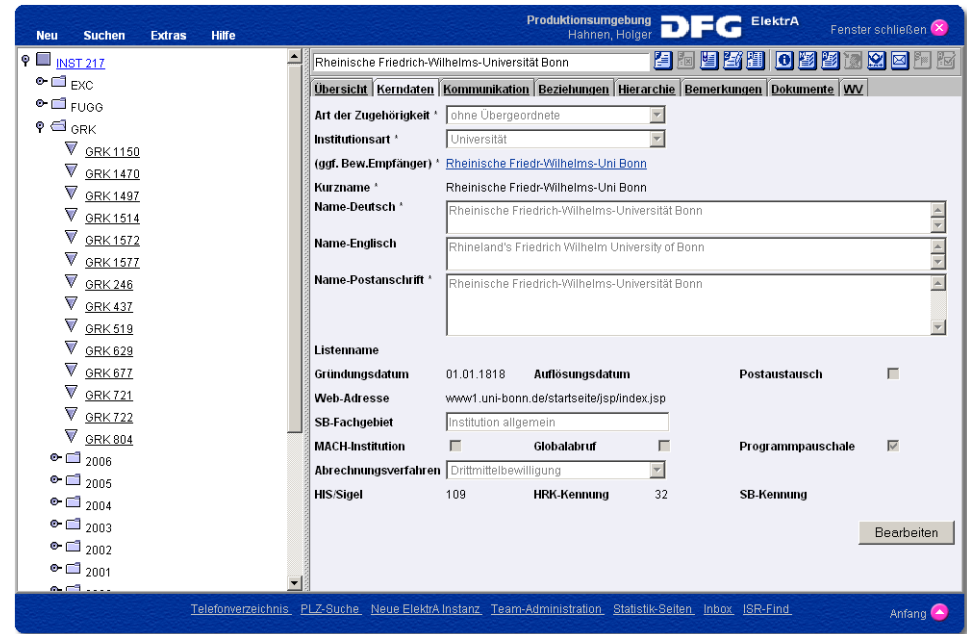 Produktionsumgebung DFG ElektrA
Hahnen, Holger
Fenster schließen
Neu Suchen Extras Hilfe
INST 217
EXC
FUGG
GRK
GRK 1150
GRK 1470
GRK 1497
GRK 1514
GRK 1572
GRK 1577
GRK 246
GRK 437
GRK 519
GRK 629
GRK 677
GRK 721
GRK 722
GRK 804
2006
2005
2004
2003
2002
2001
Rheinische Friedrich-Wilhelms-Universität Bonn
Übersicht Kerndaten Kommunikation Beziehungen Hierarchie Bemerkungen Dokumente WV
Art der Zugehörigkeit * ohne Übergeordnete
Institutionsart * Universität
(ggf. Bew.Empfänger) * Rheinische Friedr-Wilhelms-Uni Bonn
Kurzname * Rheinische Friedr-Wilhelms-Uni Bonn
Name-Deutsch * Rheinische Friedrich-Wilhelms-Universität Bonn
Name-Englisch Rhineland's Friedrich Wilhelm University of Bonn
Name-Postanschrift * Rheinische Friedrich-Wilhelms-Universität Bonn
Listenname
Gründungsdatum 01.01.1818 Auflösungsdatum Postaustausch
Web-Adresse www1.uni-bonn.de/startseite/jsp/index.jsp
SB-Fachgebiet Institution allgemein
MACH-Institution Globalabruf Programmpauschale
Abrechnungsverfahren Drittmittelbewilligung
HIS/Sigel 109 HRK-Kennung 32 SB-Kennung
Bearbeiten
Telefonverzeichnis PLZ-Suche Neue ElektrA Instanz Team-Administration Statistik-Seiten Inbox ISR-Find
Anfang